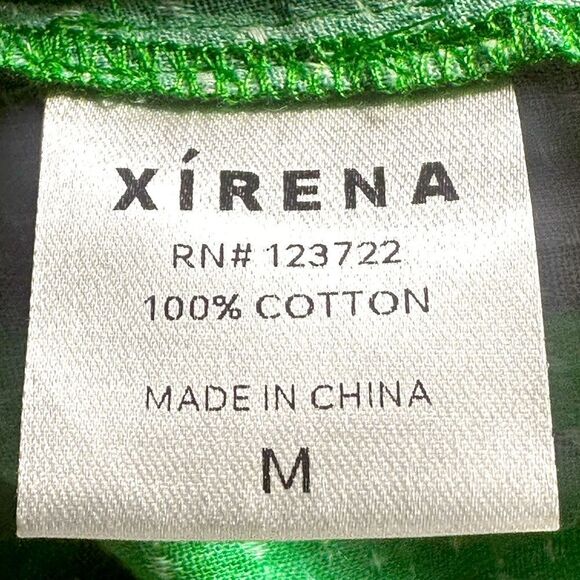 XíRENA
RN# 123722
100% COTTON
MADE IN CHINA
M